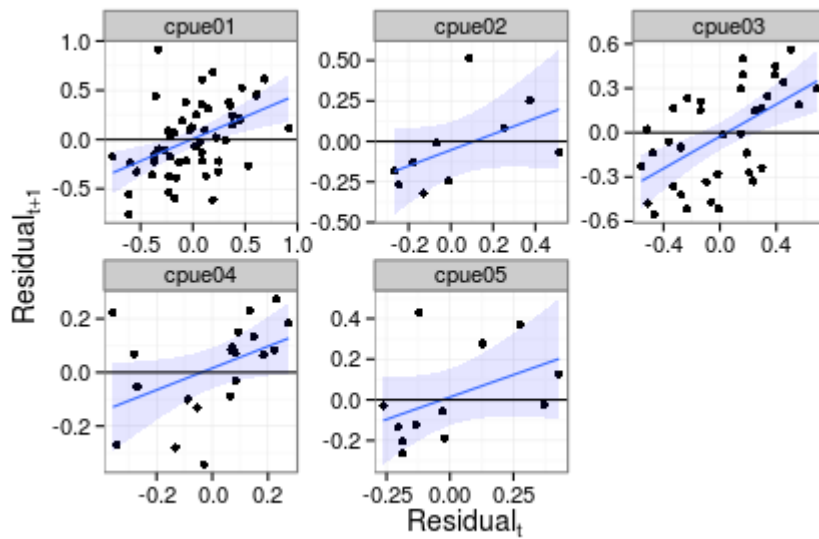 cpue01 cpue02 cpue03
1.0 0.5 0.0 -0.5
-0.5 0.0 0.5 1.0
0.50 0.25 0.00 -0.25 -0.50
-0.2 0.0 0.2 0.4
0.6 0.3 0.0 -0.3 -0.6
-0.4 0.0 0.4
cpue04 cpue05
0.2 0.0 -0.2
-0.2 0.0 0.2
0.4 0.2 0.0 -0.2
-0.25 0.00 0.25
Residual_{t+1}
Residual_t